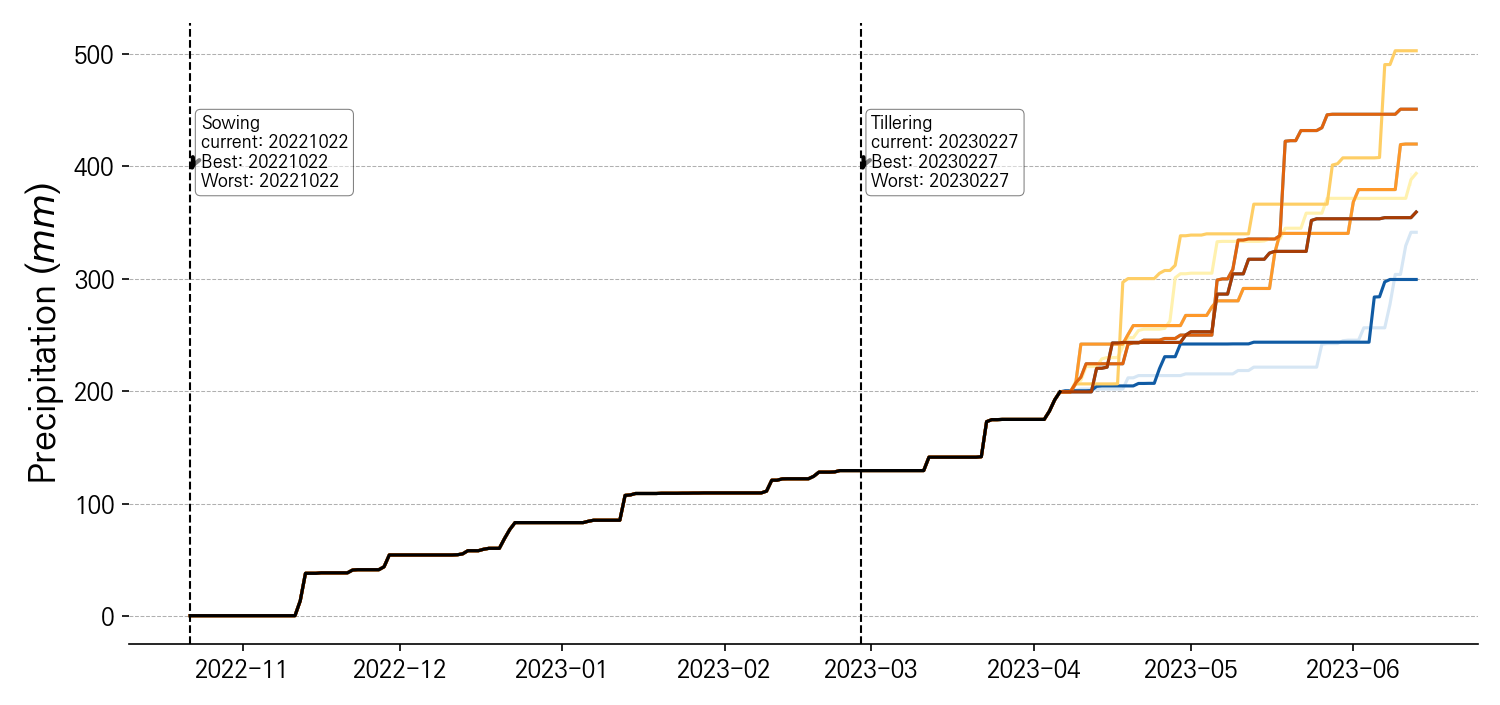 Precipitation (mm)
500
400
300
200
100
0
Sowing
current: 20221022
Best: 20221022
Worst: 20221022
Tillering
current: 20230227
Best: 20230227
Worst: 20230227
2022−11
2022−12
2023−01
2023−02
2023−03
2023−04
2023−05
2023−06